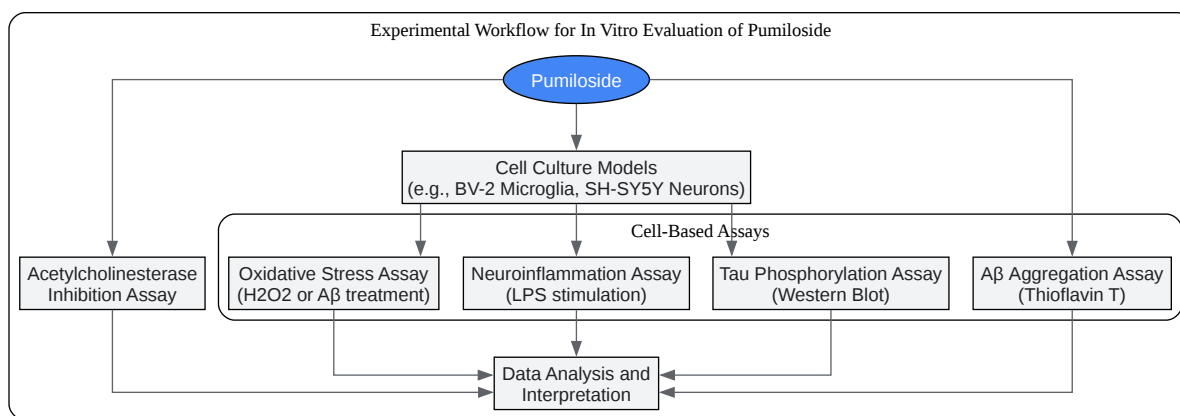 Experimental Workflow for In Vitro Evaluation of Pumiloside
Pumiloside
Cell Culture Models
(e.g., BV-2 Microglia, SH-SY5Y Neurons)
Cell-Based Assays
Acetylcholinesterase
Inhibition Assay
Oxidative Stress Assay
(H2O2 or Aβ treatment)
Neuroinflammation Assay
(LPS stimulation)
Tau Phosphorylation Assay
(Western Blot)
Aβ Aggregation Assay
(Thioflavin T)
Data Analysis and
Interpretation